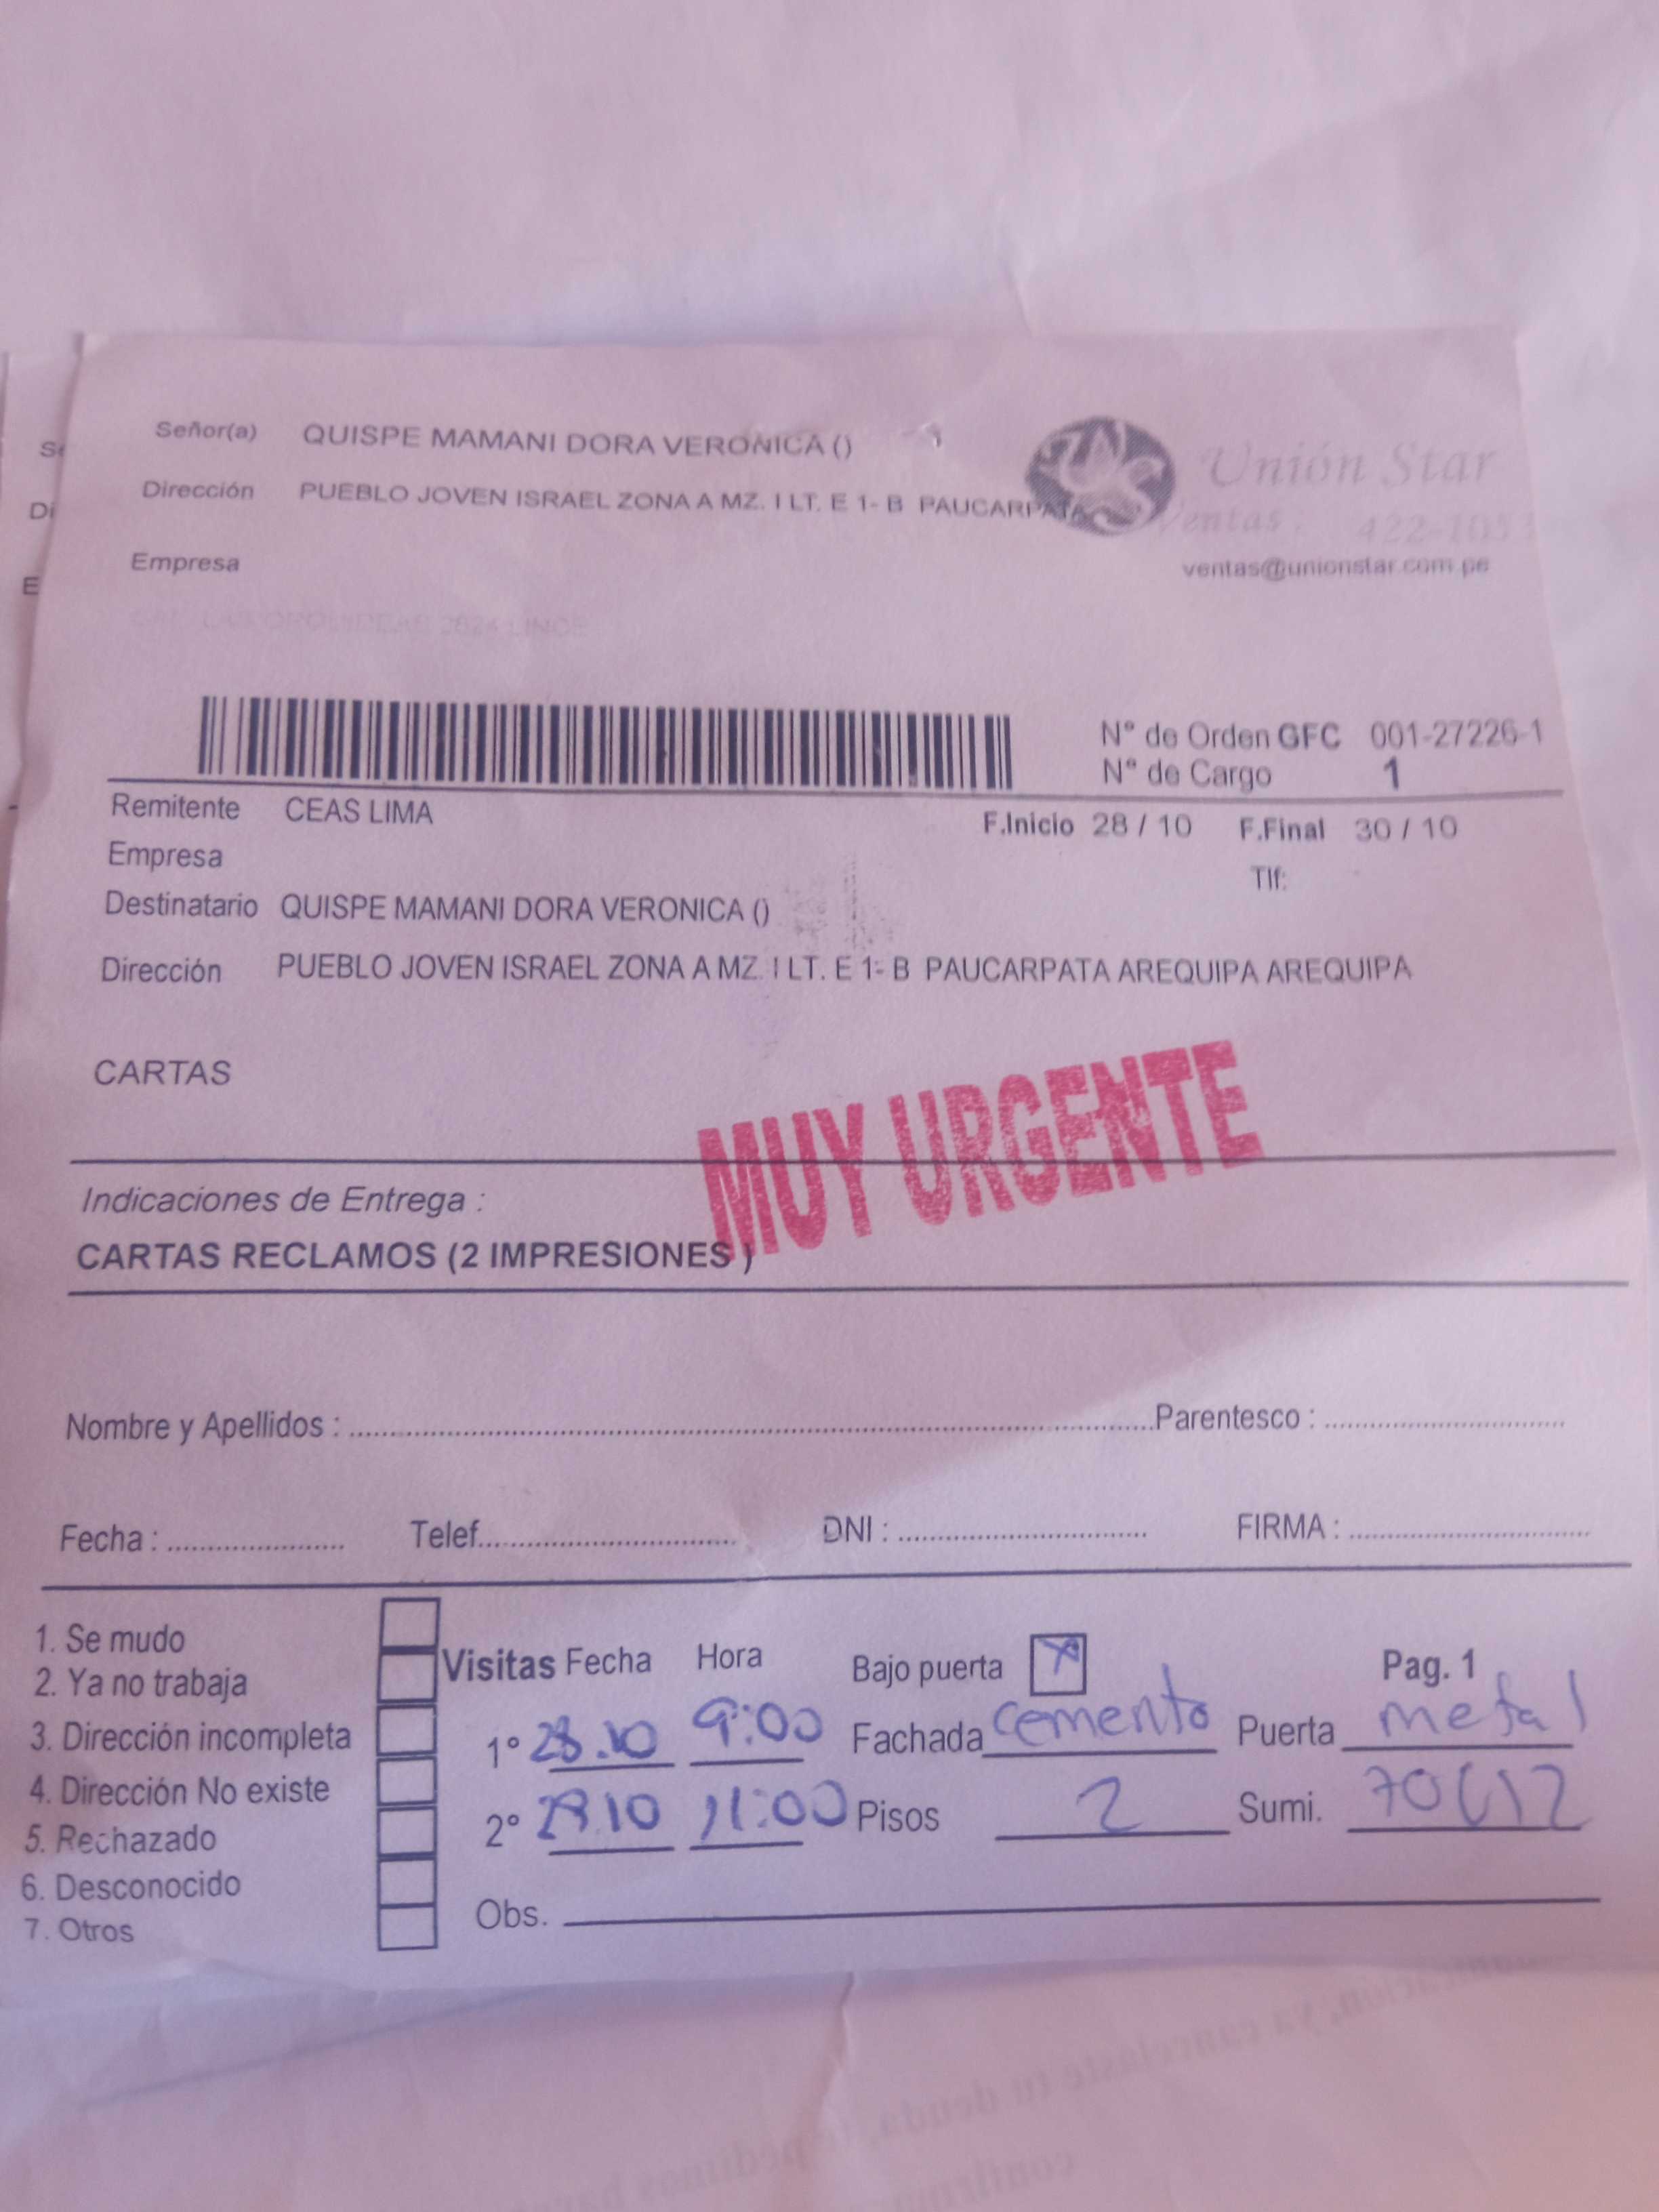 Señor(a) QUISPE MAMANI DORA VERONICA ()
Dirección PUEBLO JOVEN ISRAEL ZONA A MZ. I LT. E 1- B PAUCARPATA
Unión Star
Ventas : 422-105
Empresa
ventas@unionstar.com.pe
Nº de Orden GFC 001-27226-1
Nº de Cargo 1
Remitente CEAS LIMA
F.Inicio 28 / 10 F.Final 30 / 10
Empresa
Tlf:
Destinatario QUISPE MAMANI DORA VERONICA ()
Dirección PUEBLO JOVEN ISRAEL ZONA A MZ. I LT. E 1- B PAUCARPATA AREQUIPA AREQUIPA
CARTAS
MUY URGENTE
Indicaciones de Entrega :
CARTAS RECLAMOS (2 IMPRESIONES )
Nombre y Apellidos : Parentesco :
Fecha : Telef. DNI : FIRMA :
1. Se mudo
2. Ya no trabaja
3. Dirección incompleta
4. Dirección No existe
5. Rechazado
6. Desconocido
7. Otros
Visitas Fecha Hora Bajo puerta X Pag. 1
1º 28.10 9:00 Fachada cemento Puerta metal
2º 29.10 11:00 Pisos 2 Sumi.
Obs.